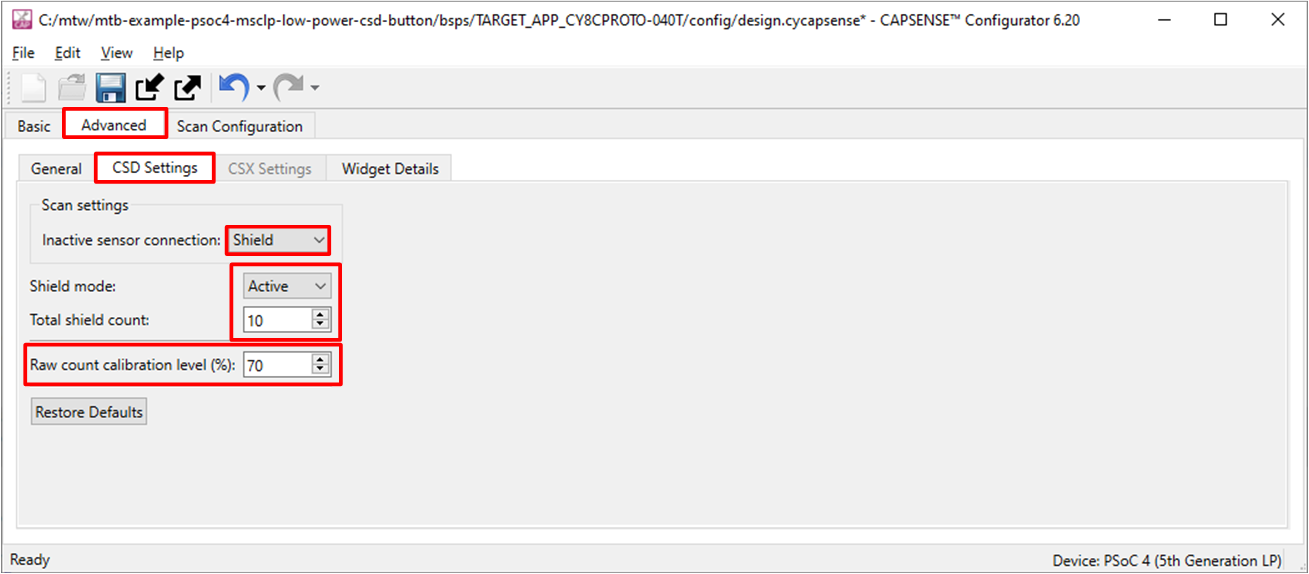 C:/mtw/mtb-example-psoc4-msclp-low-power-csd-button/bsps/TARGET_APP_CY8CPROTO-040T/config/design.cycapsense* - CAPSENSE™ Configurator 6.20
File Edit View Help
Basic Advanced Scan Configuration
General CSD Settings CSX Settings Widget Details
Scan settings
Inactive sensor connection: Shield
Shield mode: Active
Total shield count: 10
Raw count calibration level (%): 70
Restore Defaults
Ready Device: PSoC 4 (5th Generation LP)